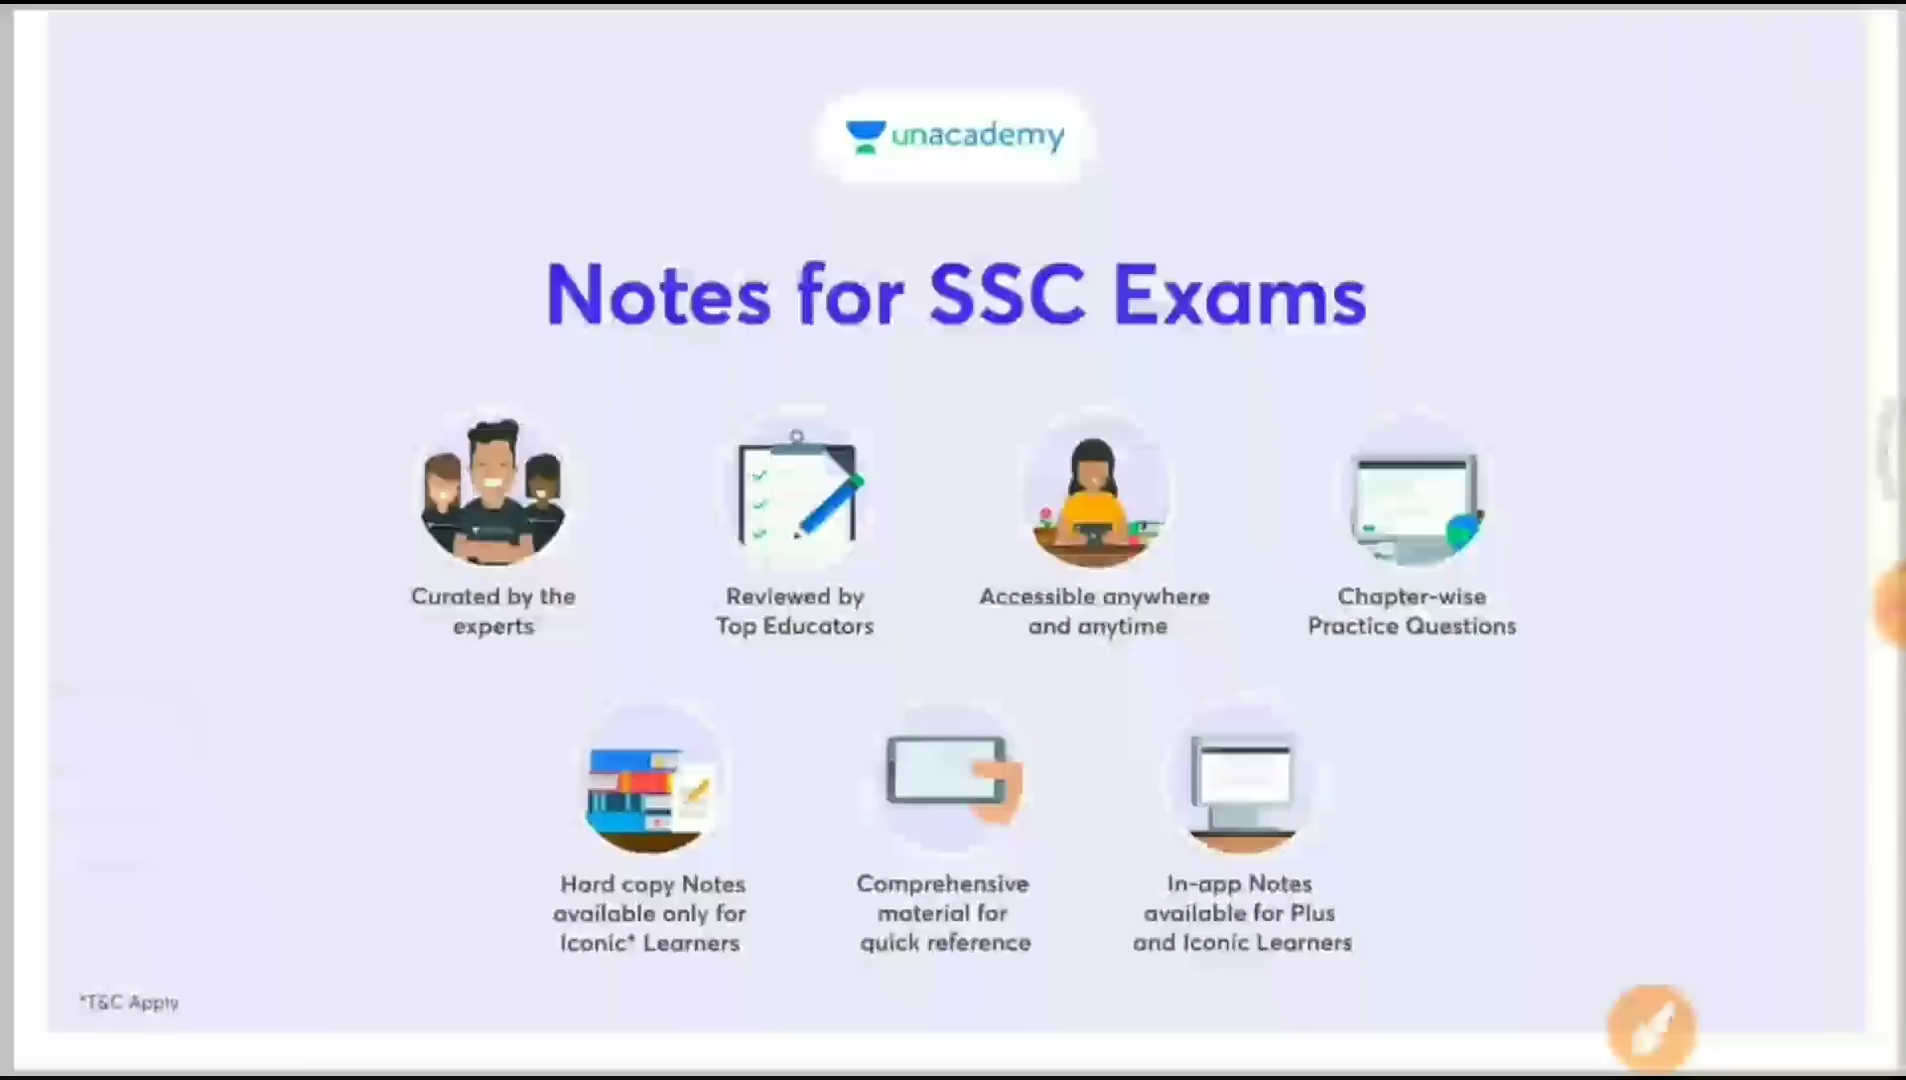 unacademy
Notes for SSC Exams
Curated by the
experts
Reviewed by
Top Educators
Accessible anywhere
and anytime
Chapter-wise
Practice Questions
Hard copy Notes
available only for
Iconic* Learners
Comprehensive
material for
quick reference
In-app Notes
available for Plus
and Iconic Learners
*T&C Apply